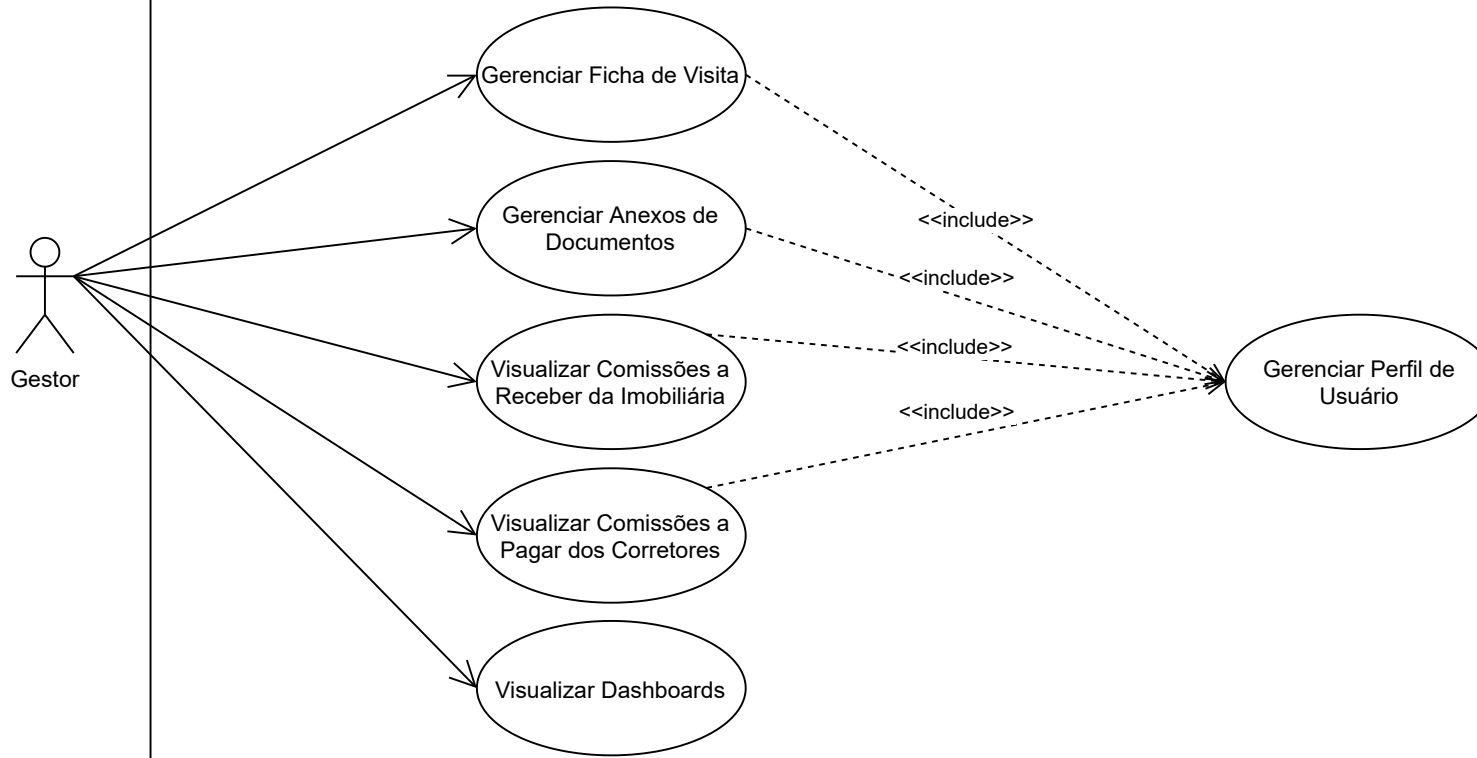 Gerenciar Ficha de Visita
<<include>>
Gerenciar Anexos de
Documentos
<<include>>
Gestor
Visualizar Comissões a
Receber da Imobiliária
<<include>>
Gerenciar Perfil de
Usuário
<<include>>
Visualizar Comissões a
Pagar dos Corretores
Visualizar Dashboards